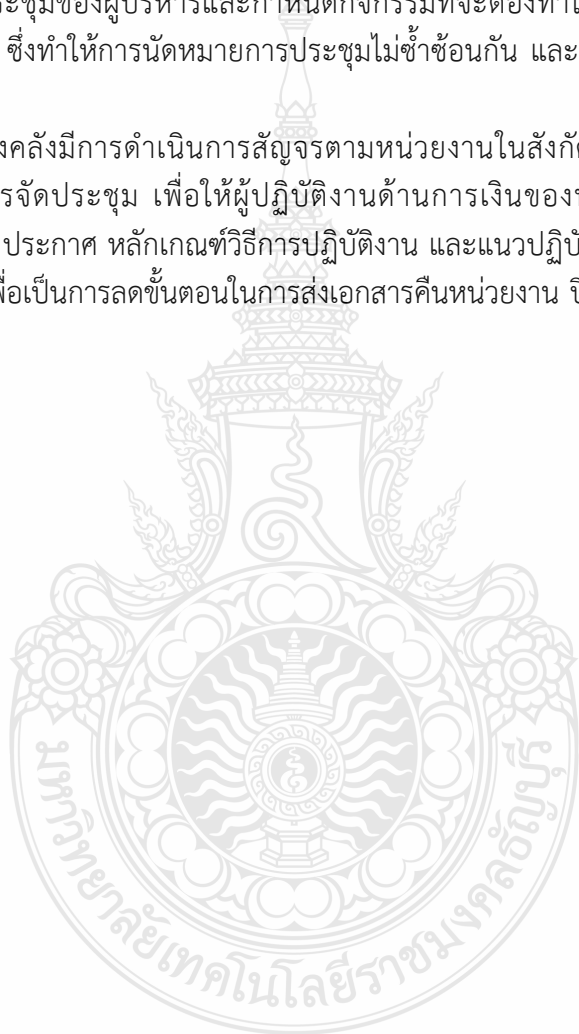 ประชุมของผู้บริหารและกำหนดกิจกรรมที่จะต้องทำ
ซึ่งทำให้การนัดหมายการประชุมไม่ซ้ำซ้อนกัน และ
งคลังมีการดำเนินการสัญจรตามหน่วยงานในสังกัด
รจัดประชุม เพื่อให้ผู้ปฏิบัติงานด้านการเงินของ
ประกาศ หลักเกณฑ์วิธีการปฏิบัติงาน และแนวปฏิบั
พื่อเป็นการลดขั้นตอนในการส่งเอกสารคืนหน่วยงาน
มหาวิทยาลัยเทคโนโลยีราชมงคลธัญบุรี